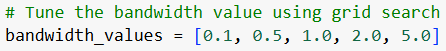 # Tune the bandwidth value using grid search
bandwidth_values = [0.1, 0.5, 1.0, 2.0, 5.0]